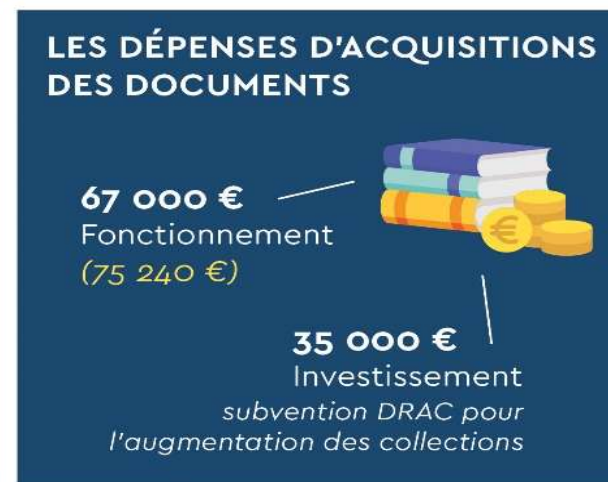 LES DÉPENSES D'ACQUISITIONS
DES DOCUMENTS
67 000 €
Fonctionnement
(75 240 €)
€
35 000 €
Investissement
subvention DRAC pour
l'augmentation des collections